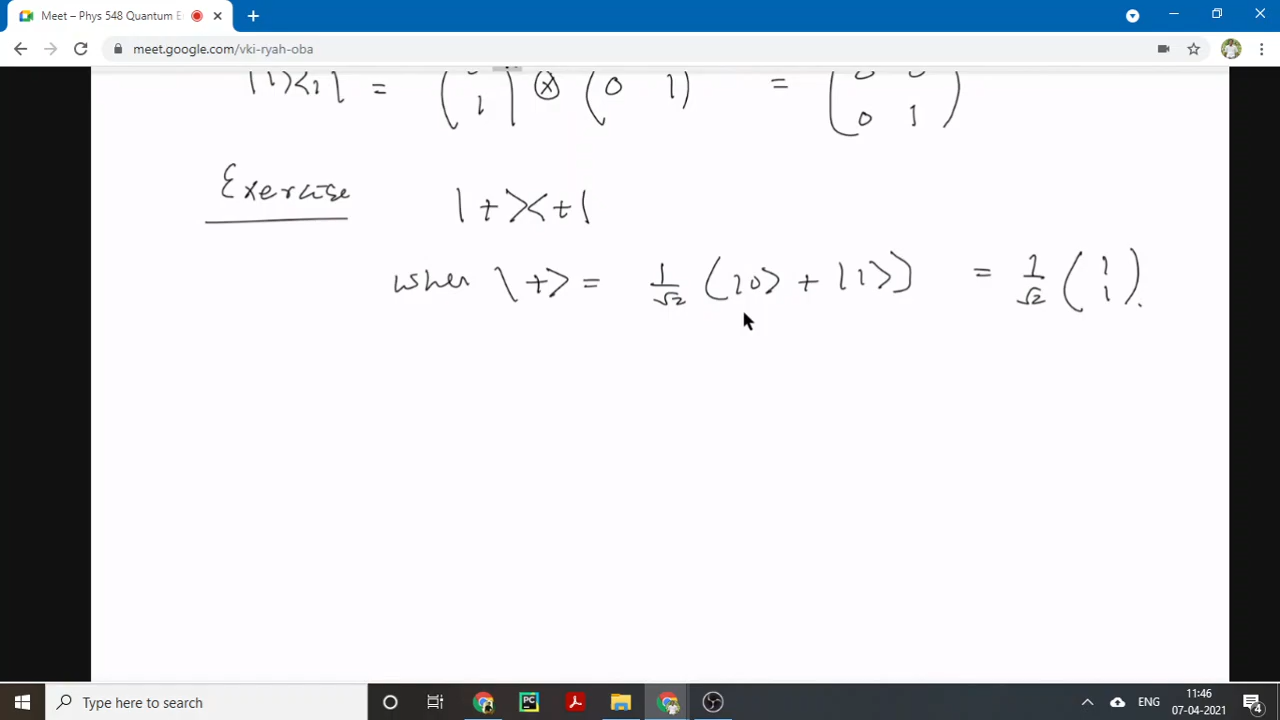 Meet – Phys 548 Quantum E
meet.google.com/vki-ryah-oba
|1><1| = ( 1 ) ⊗ ( 0 1 ) = ( 0 1 )
Exercise |+><+|
when |+> = 1/√2 (|0> + |1>) = 1/√2 ( 1 1 ).
Type here to search
ENG
11:46
07-04-2021
4